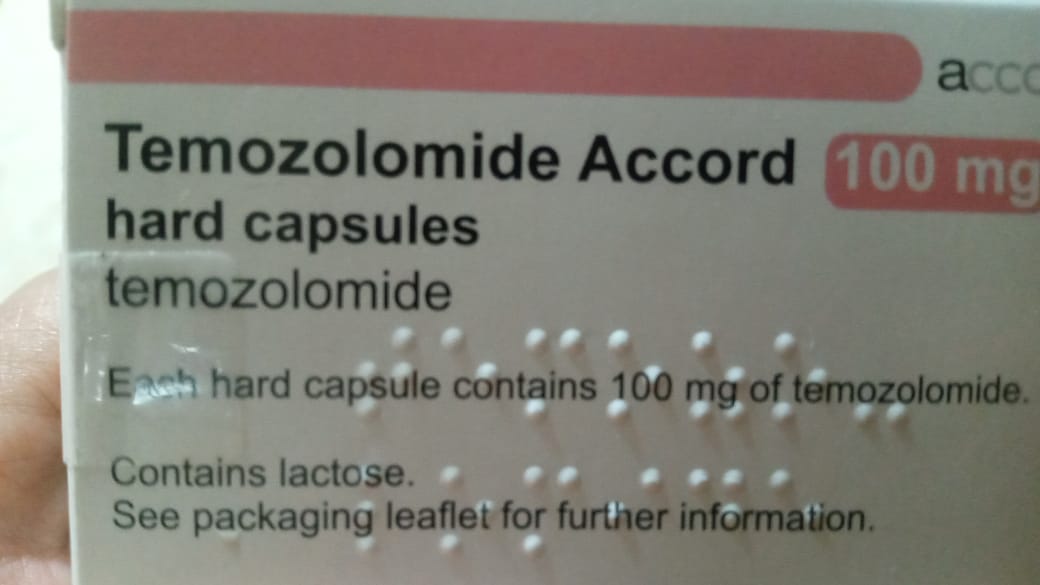 acco
Temozolomide Accord 100 mg
hard capsules
temozolomide
Each hard capsule contains 100 mg of temozolomide.
Contains lactose.
See packaging leaflet for further information.